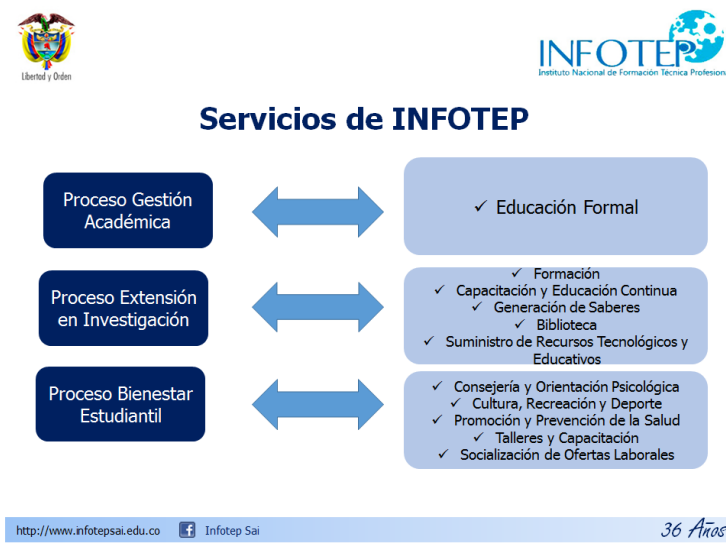 Libertad y Orden
INFOTEP
Instituto Nacional de Formación Técnica Profesion
Servicios de INFOTEP
Proceso Gestión
Académica
✓ Educación Formal
Proceso Extensión
en Investigación
✓ Formación
✓ Capacitación y Educación Continua
✓ Generación de Saberes
✓ Biblioteca
✓ Suministro de Recursos Tecnológicos y
Educativos
Proceso Bienestar
Estudiantil
✓ Consejería y Orientación Psicológica
✓ Cultura, Recreación y Deporte
✓ Promoción y Prevención de la Salud
✓ Talleres y Capacitación
✓ Socialización de Ofertas Laborales
http://www.infotepsai.edu.co
Infotep Sai
36 Años